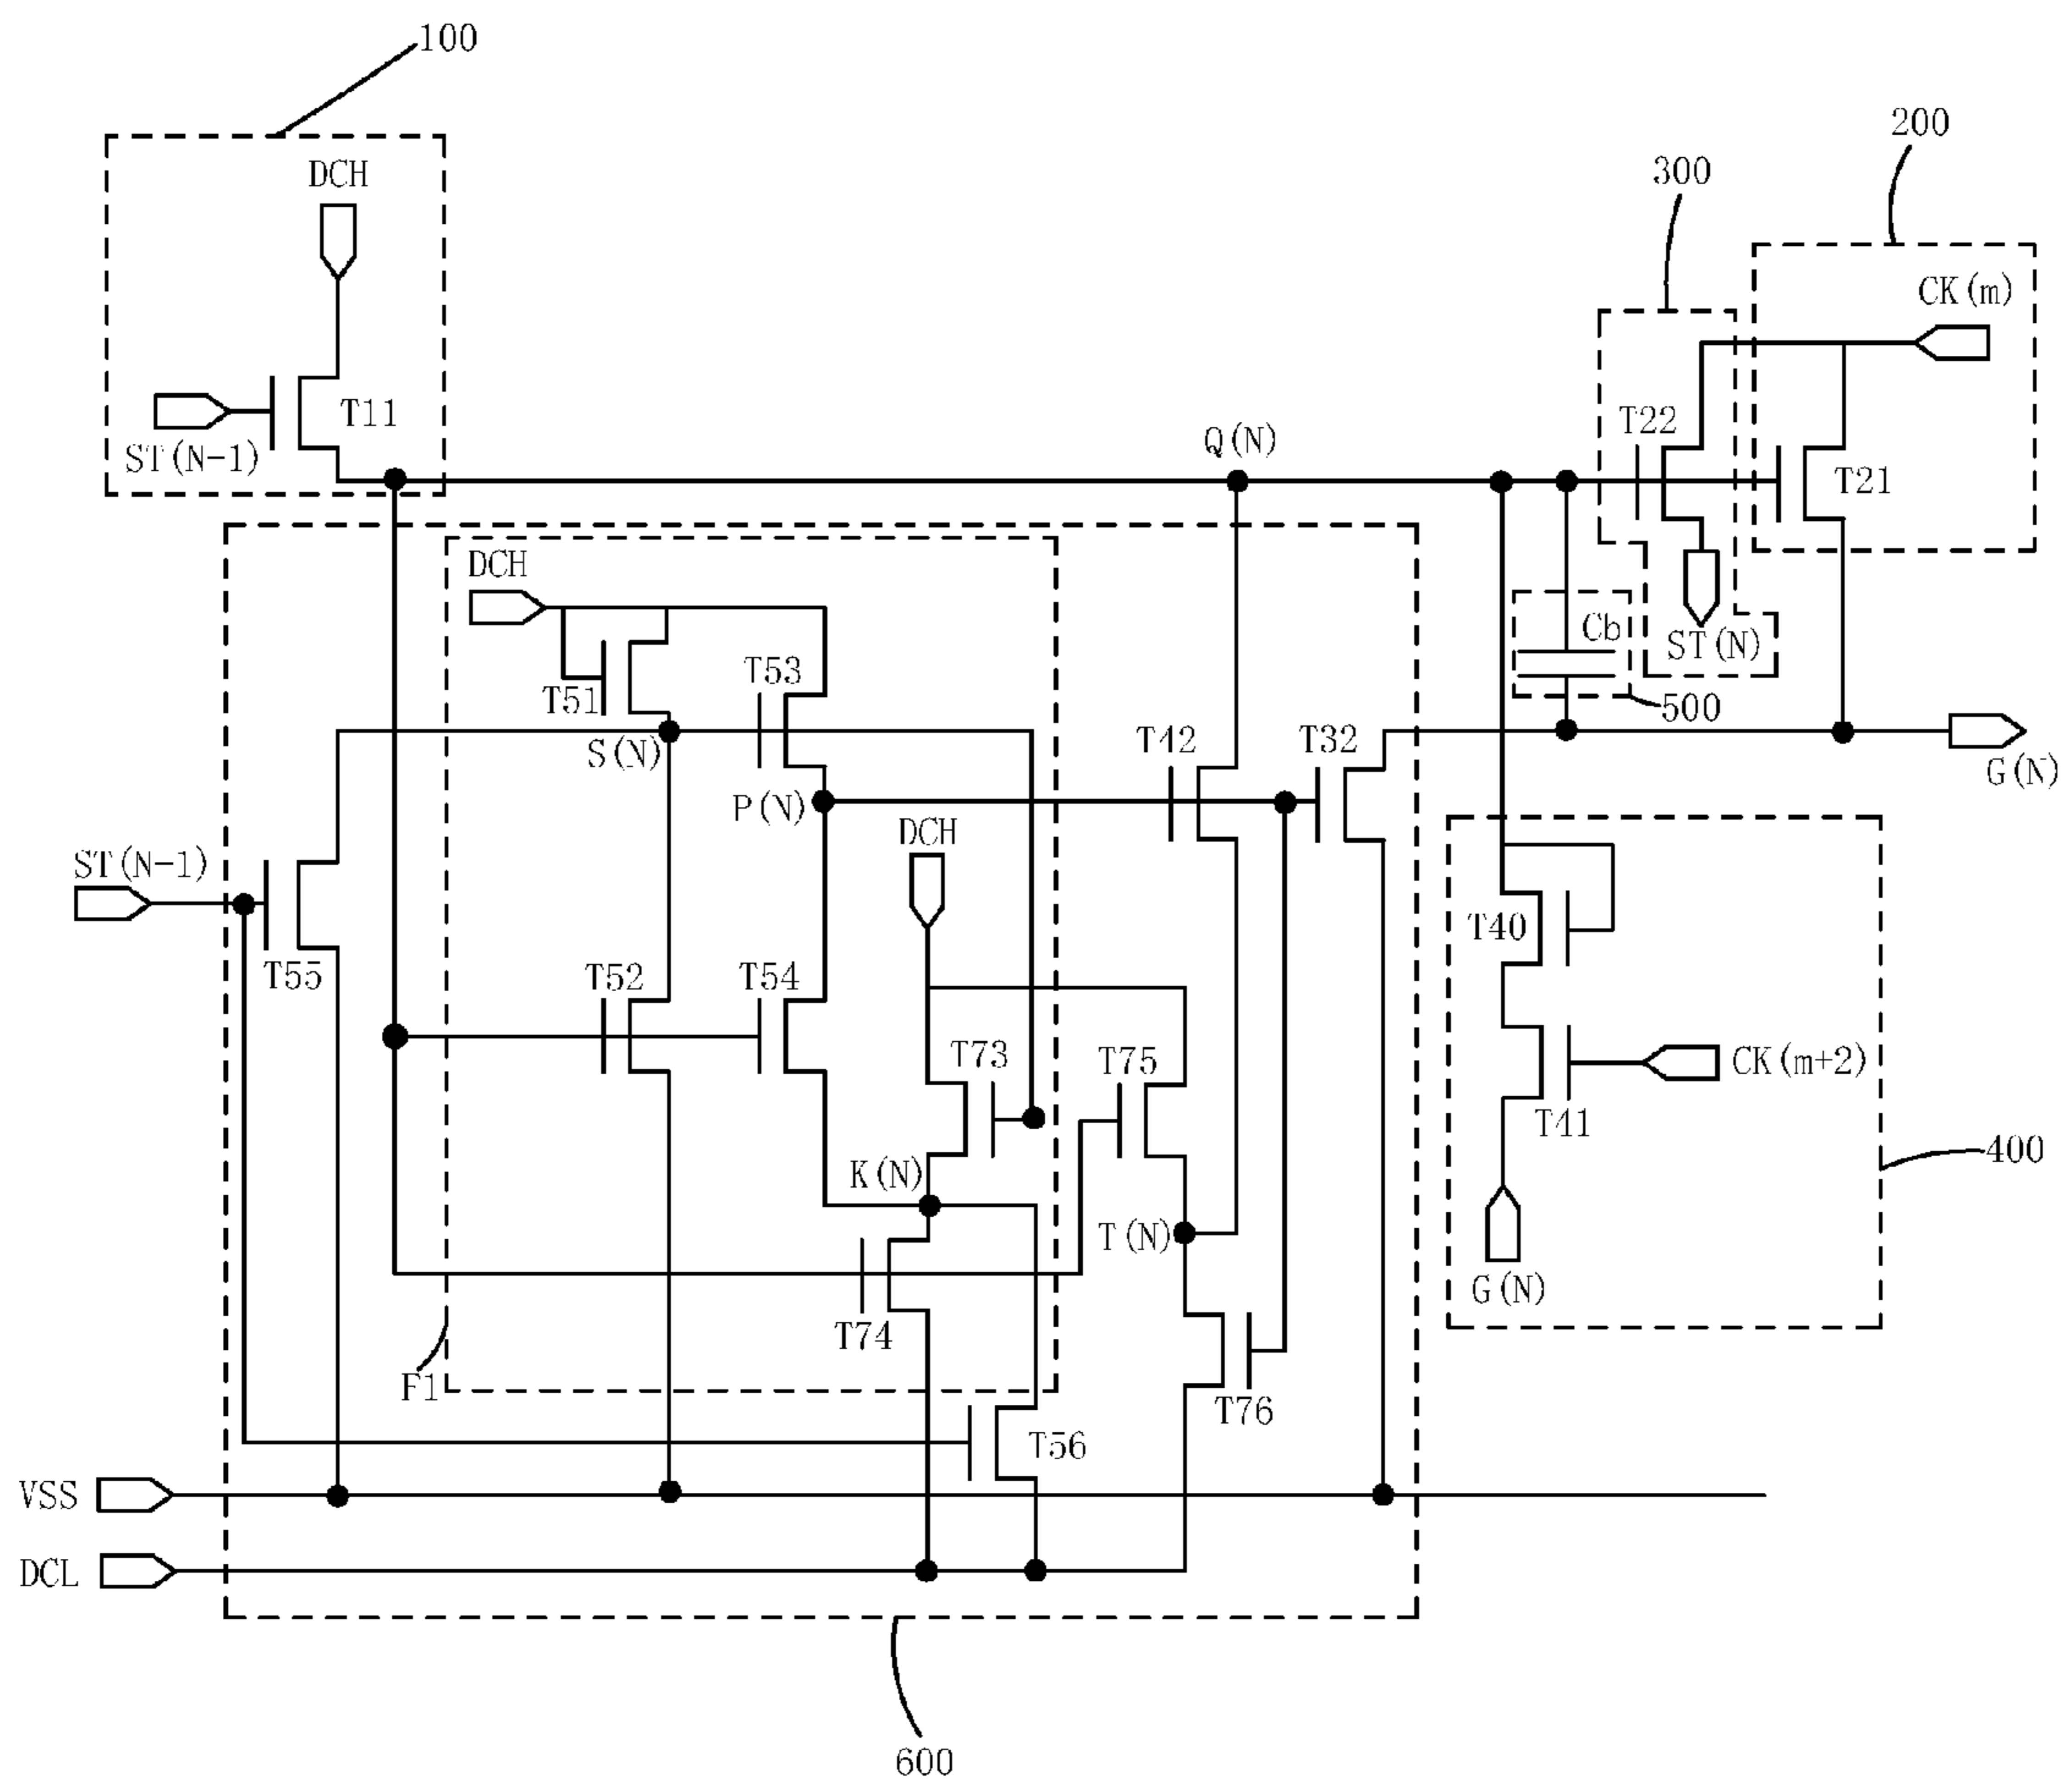 100
200
DCH
300
CK(m)
T11
T22
ST(N-1)
Q(N)
T21
DCH
Cb
ST(N)
T51
T53
500
S(N)
T42
T32
G(N)
P(N)
DCH
ST(N-1)
T40
T55
T52
T54
T73
T75
CK(m+2)
T41
400
K(N)
T(N)
G(N)
T74
F1
T76
T56
VSS
DCL
600